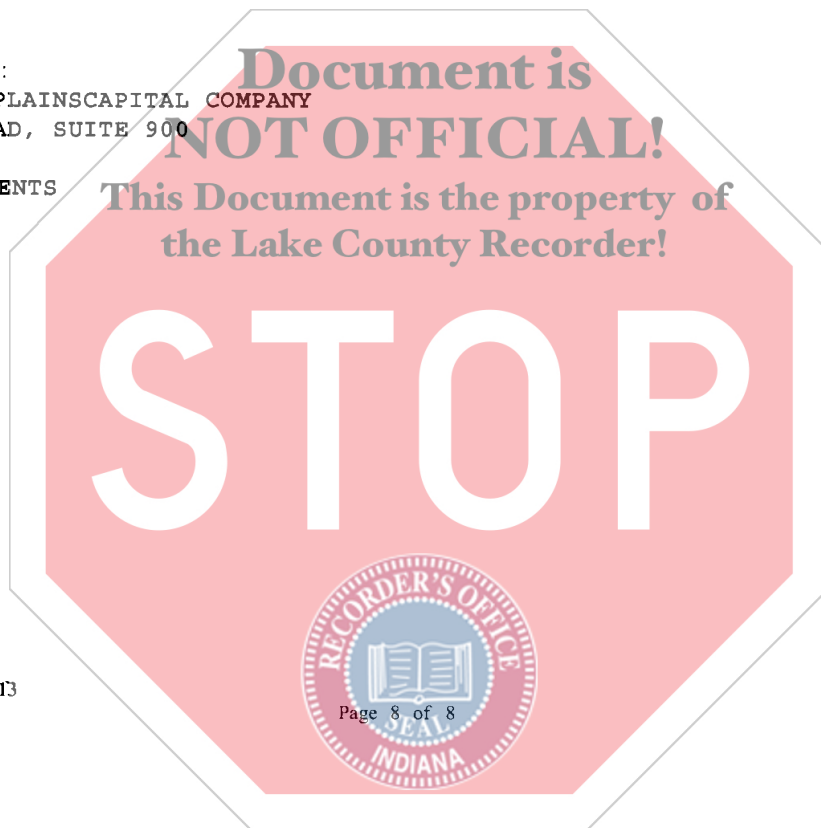 :
PLAINSCAPITAL COMPANY
AD, SUITE 900
ENTS
Document is
NOT OFFICIAL!
This Document is the property of
the Lake County Recorder!
STOP
RECORDER'S OFFICE
SEAL
INDIANA
13
Page 8 of 8